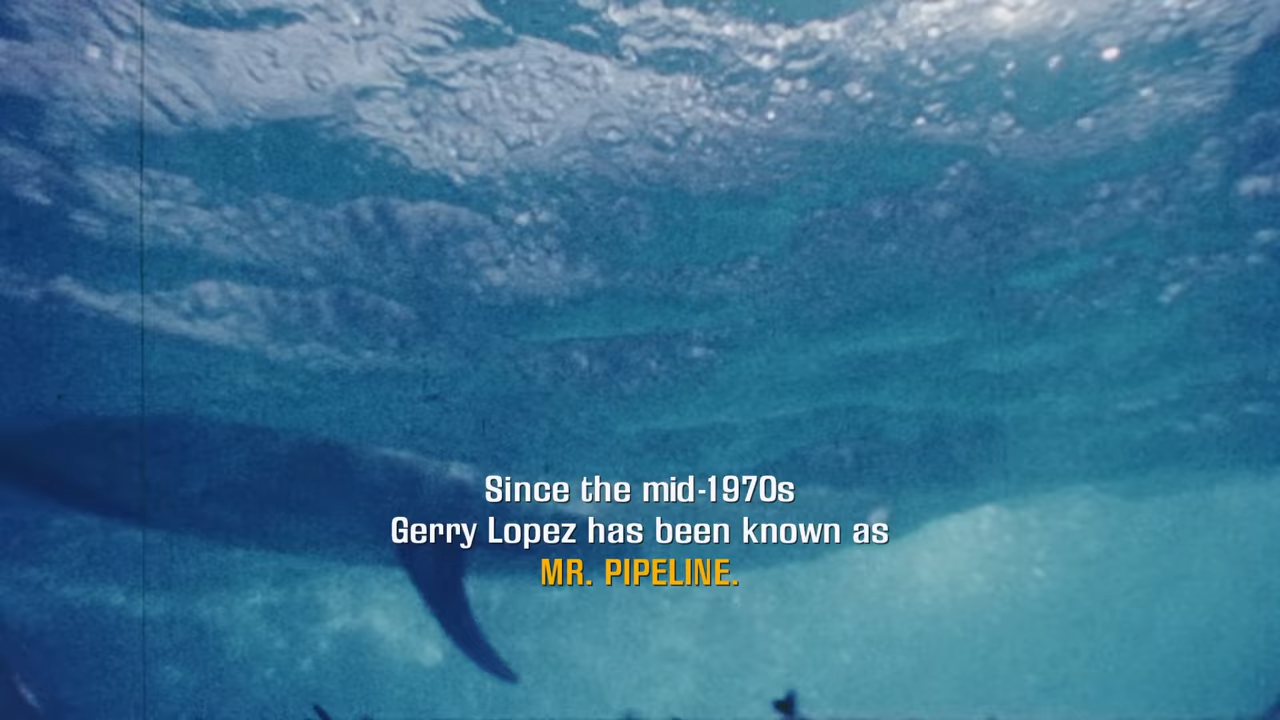 Since the mid-1970s
Gerry Lopez has been known as
MR. PIPELINE.